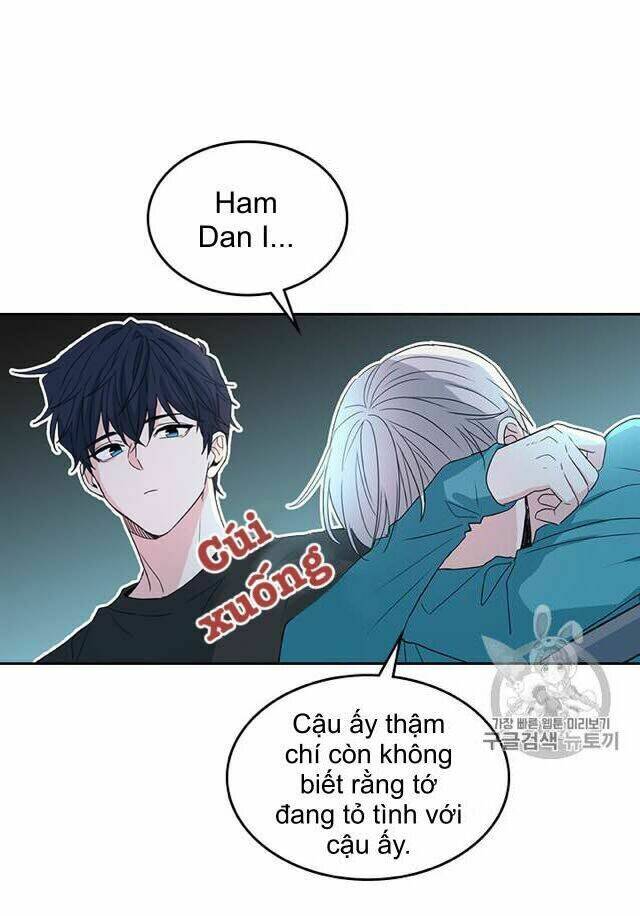 Ham
Dan I...
Cúi
xuống
가장 빠른 웹툰 미리보기
구글검색 뉴토끼
Cậu ấy thậm
chí còn không
biết rằng tớ
đang tỏ tình với
cậu ấy.